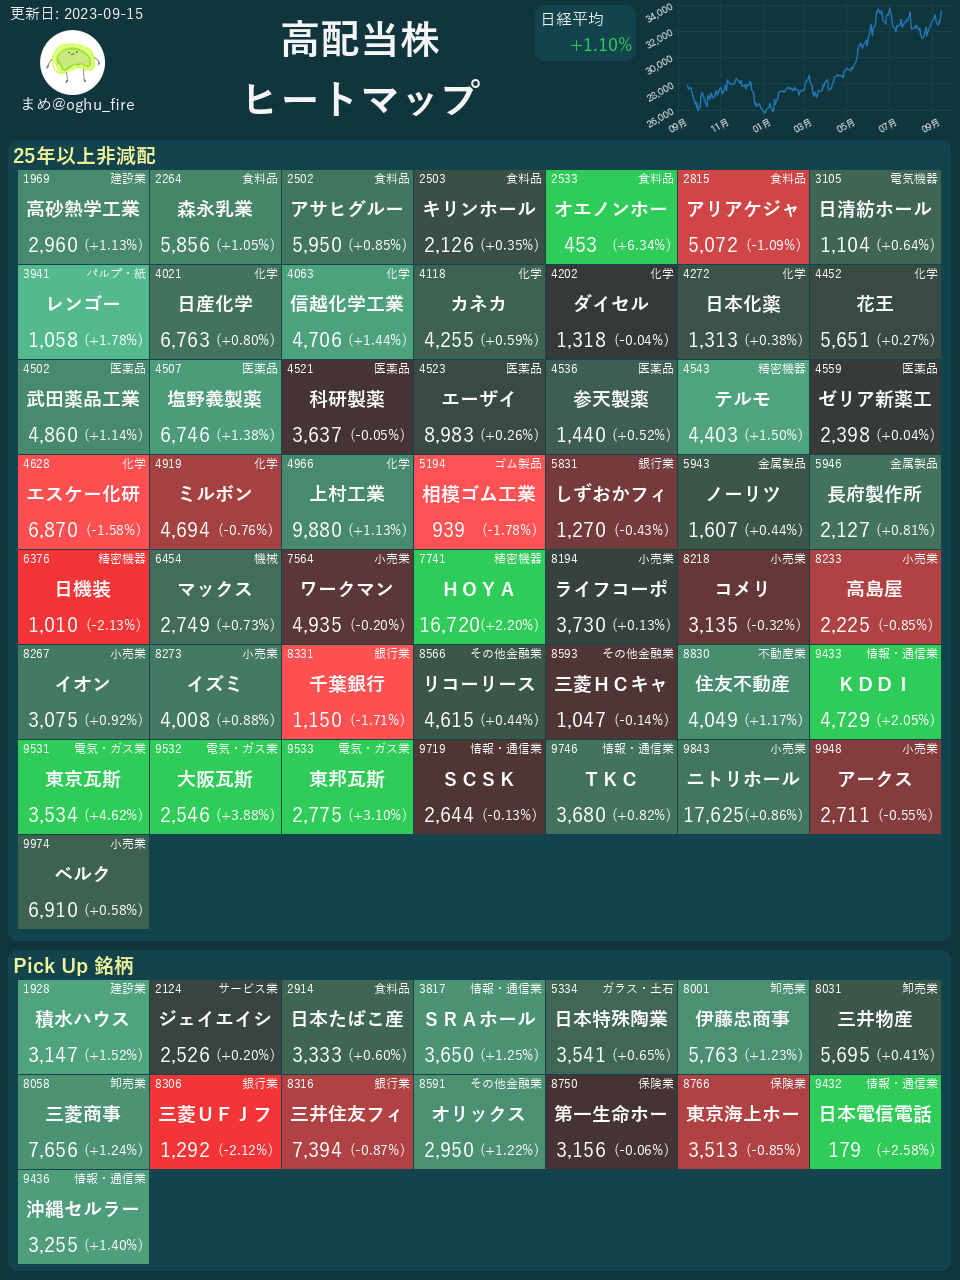 更新日: 2023-09-15
まめ@oghu_fire
高配当株
ヒートマップ
日経平均
+1.10%
34,000
32,000
30,000
28,000
26,000
09月 11月 01月 03月 05月 07月 09月
25年以上非減配
1969 建設業 2264 食料品 2502 食料品 2503 食料品 2533 食料品 2815 食料品 3105 電気機器
高砂熱学工業 森永乳業 アサヒグルー キリンホール オエノンホー アリアケジャ 日清紡ホール
2,960 (+1.13%) 5,856 (+1.05%) 5,950 (+0.85%) 2,126 (+0.35%) 453 (+6.34%) 5,072 (-1.09%) 1,104 (+0.64%)
3941 パルプ・紙 4021 化学 4063 化学 4118 化学 4202 化学 4272 化学 4452 化学
レンゴー 日産化学 信越化学工業 カネカ ダイセル 日本化薬 花王
1,058 (+1.78%) 6,763 (+0.80%) 4,706 (+1.44%) 4,255 (+0.59%) 1,318 (-0.04%) 1,313 (+0.38%) 5,651 (+0.27%)
4502 医薬品 4507 医薬品 4521 医薬品 4523 医薬品 4536 医薬品 4543 精密機器 4559 医薬品
武田薬品工業 塩野義製薬 科研製薬 エーザイ 参天製薬 テルモ ゼリア新薬工
4,860 (+1.14%) 6,746 (+1.38%) 3,637 (-0.05%) 8,983 (+0.26%) 1,440 (+0.52%) 4,403 (+1.50%) 2,398 (+0.04%)
4628 化学 4919 化学 4966 化学 5194 ゴム製品 5831 銀行業 5943 金属製品 5946 金属製品
エスケー化研 ミルボン 上村工業 相模ゴム工業 しずおかフィ ノーリツ 長府製作所
6,870 (-1.58%) 4,694 (-0.76%) 9,880 (+1.13%) 939 (-1.78%) 1,270 (-0.43%) 1,607 (+0.44%) 2,127 (+0.81%)
6376 精密機器 6454 機械 7564 小売業 7741 精密機器 8194 小売業 8218 小売業 8233 小売業
日機装 マックス ワークマン ＨＯＹＡ ライフコーポ コメリ 高島屋
1,010 (-2.13%) 2,749 (+0.73%) 4,935 (-0.20%) 16,720(+2.20%) 3,730 (+0.13%) 3,135 (-0.32%) 2,225 (-0.85%)
8267 小売業 8273 小売業 8331 銀行業 8566 その他金融業 8593 その他金融業 8830 不動産業 9433 情報・通信業
イオン イズミ 千葉銀行 リコーリース 三菱ＨＣキャ 住友不動産 ＫＤＤＩ
3,075 (+0.92%) 4,008 (+0.88%) 1,150 (-1.71%) 4,615 (+0.44%) 1,047 (-0.14%) 4,049 (+1.17%) 4,729 (+2.05%)
9531 電気・ガス業 9532 電気・ガス業 9533 電気・ガス業 9719 情報・通信業 9746 情報・通信業 9843 小売業 9948 小売業
東京瓦斯 大阪瓦斯 東邦瓦斯 ＳＣＳＫ ＴＫＣ ニトリホール アークス
3,534 (+4.62%) 2,546 (+3.88%) 2,775 (+3.10%) 2,644 (-0.13%) 3,680 (+0.82%) 17,625(+0.86%) 2,711 (-0.55%)
9974 小売業
ベルク
6,910 (+0.58%)
Pick Up 銘柄
1928 建設業 2124 サービス業 2914 食料品 3817 情報・通信業 5334 ガラス・土石 8001 卸売業 8031 卸売業
積水ハウス ジェイエイシ 日本たばこ産 ＳＲＡホール 日本特殊陶業 伊藤忠商事 三井物産
3,147 (+1.52%) 2,526 (+0.20%) 3,333 (+0.60%) 3,650 (+1.25%) 3,541 (+0.65%) 5,763 (+1.23%) 5,695 (+0.41%)
8058 卸売業 8306 銀行業 8316 銀行業 8591 その他金融業 8750 保険業 8766 保険業 9432 情報・通信業
三菱商事 三菱ＵＦＪフ 三井住友フィ オリックス 第一生命ホー 東京海上ホー 日本電信電話
7,656 (+1.24%) 1,292 (-2.12%) 7,394 (-0.87%) 2,950 (+1.22%) 3,156 (-0.06%) 3,513 (-0.85%) 179 (+2.58%)
9436 情報・通信業
沖縄セルラー
3,255 (+1.40%)